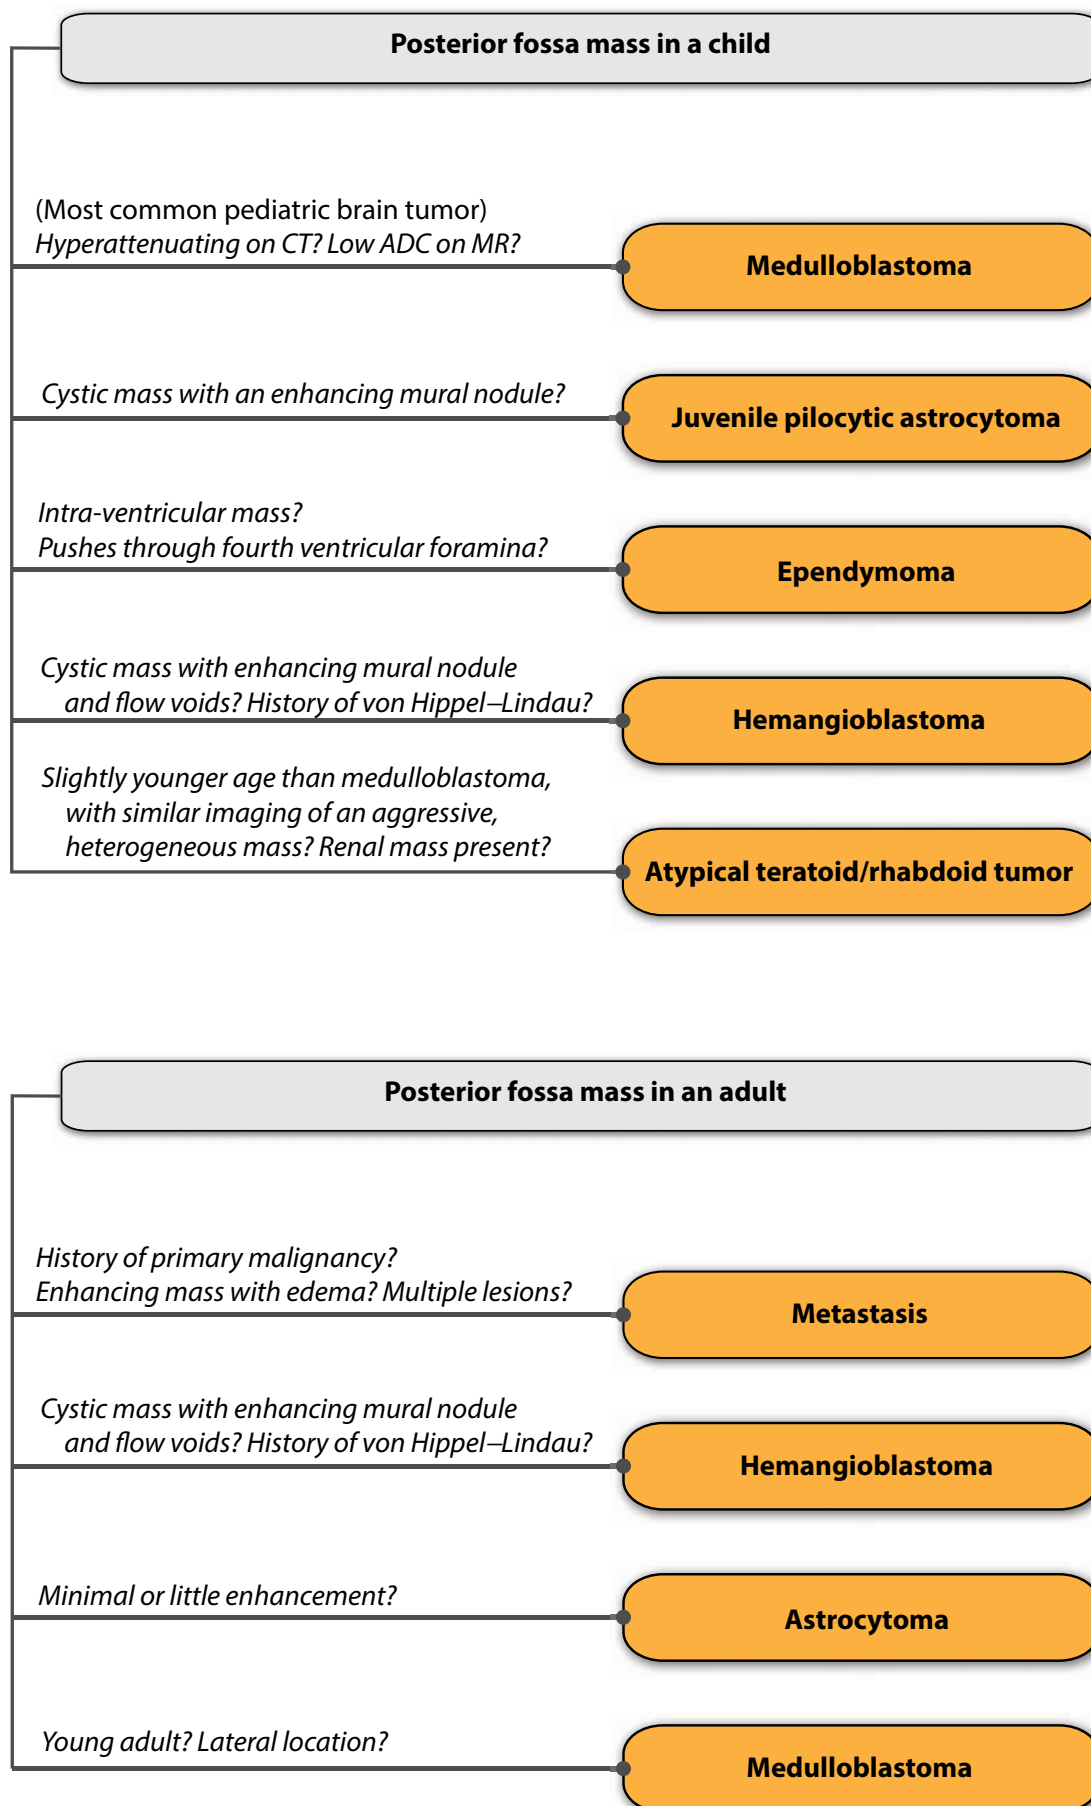 Posterior fossa mass in a child
(Most common pediatric brain tumor)
Hyperattenuating on CT? Low ADC on MR?
Medulloblastoma
Cystic mass with an enhancing mural nodule?
Juvenile pilocytic astrocytoma
Intra-ventricular mass?
Pushes through fourth ventricular foramina?
Ependymoma
Cystic mass with enhancing mural nodule
and flow voids? History of von Hippel–Lindau?
Hemangioblastoma
Slightly younger age than medulloblastoma,
with similar imaging of an aggressive,
heterogeneous mass? Renal mass present?
Atypical teratoid/rhabdoid tumor
Posterior fossa mass in an adult
History of primary malignancy?
Enhancing mass with edema? Multiple lesions?
Metastasis
Cystic mass with enhancing mural nodule
and flow voids? History of von Hippel–Lindau?
Hemangioblastoma
Minimal or little enhancement?
Astrocytoma
Young adult? Lateral location?
Medulloblastoma